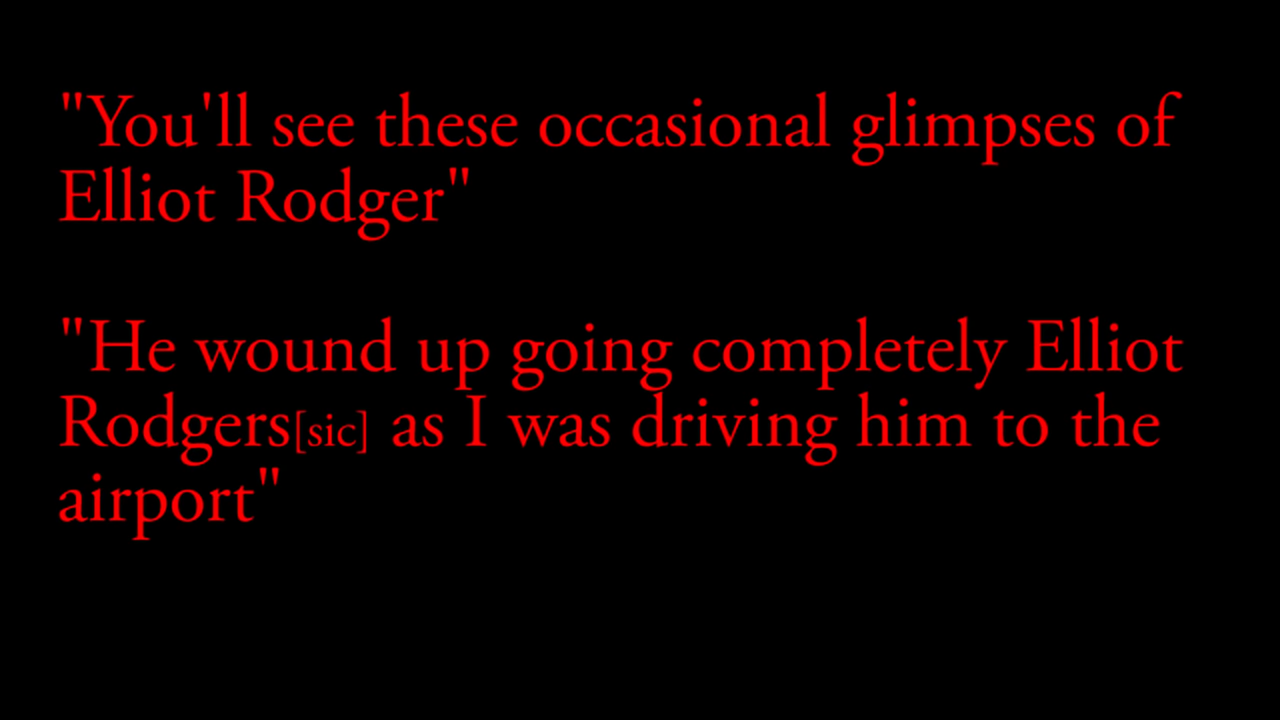 "You'll see these occasional glimpses of
Elliot Rodger"
"He wound up going completely Elliot
Rodgers[sic] as I was driving him to the
airport"